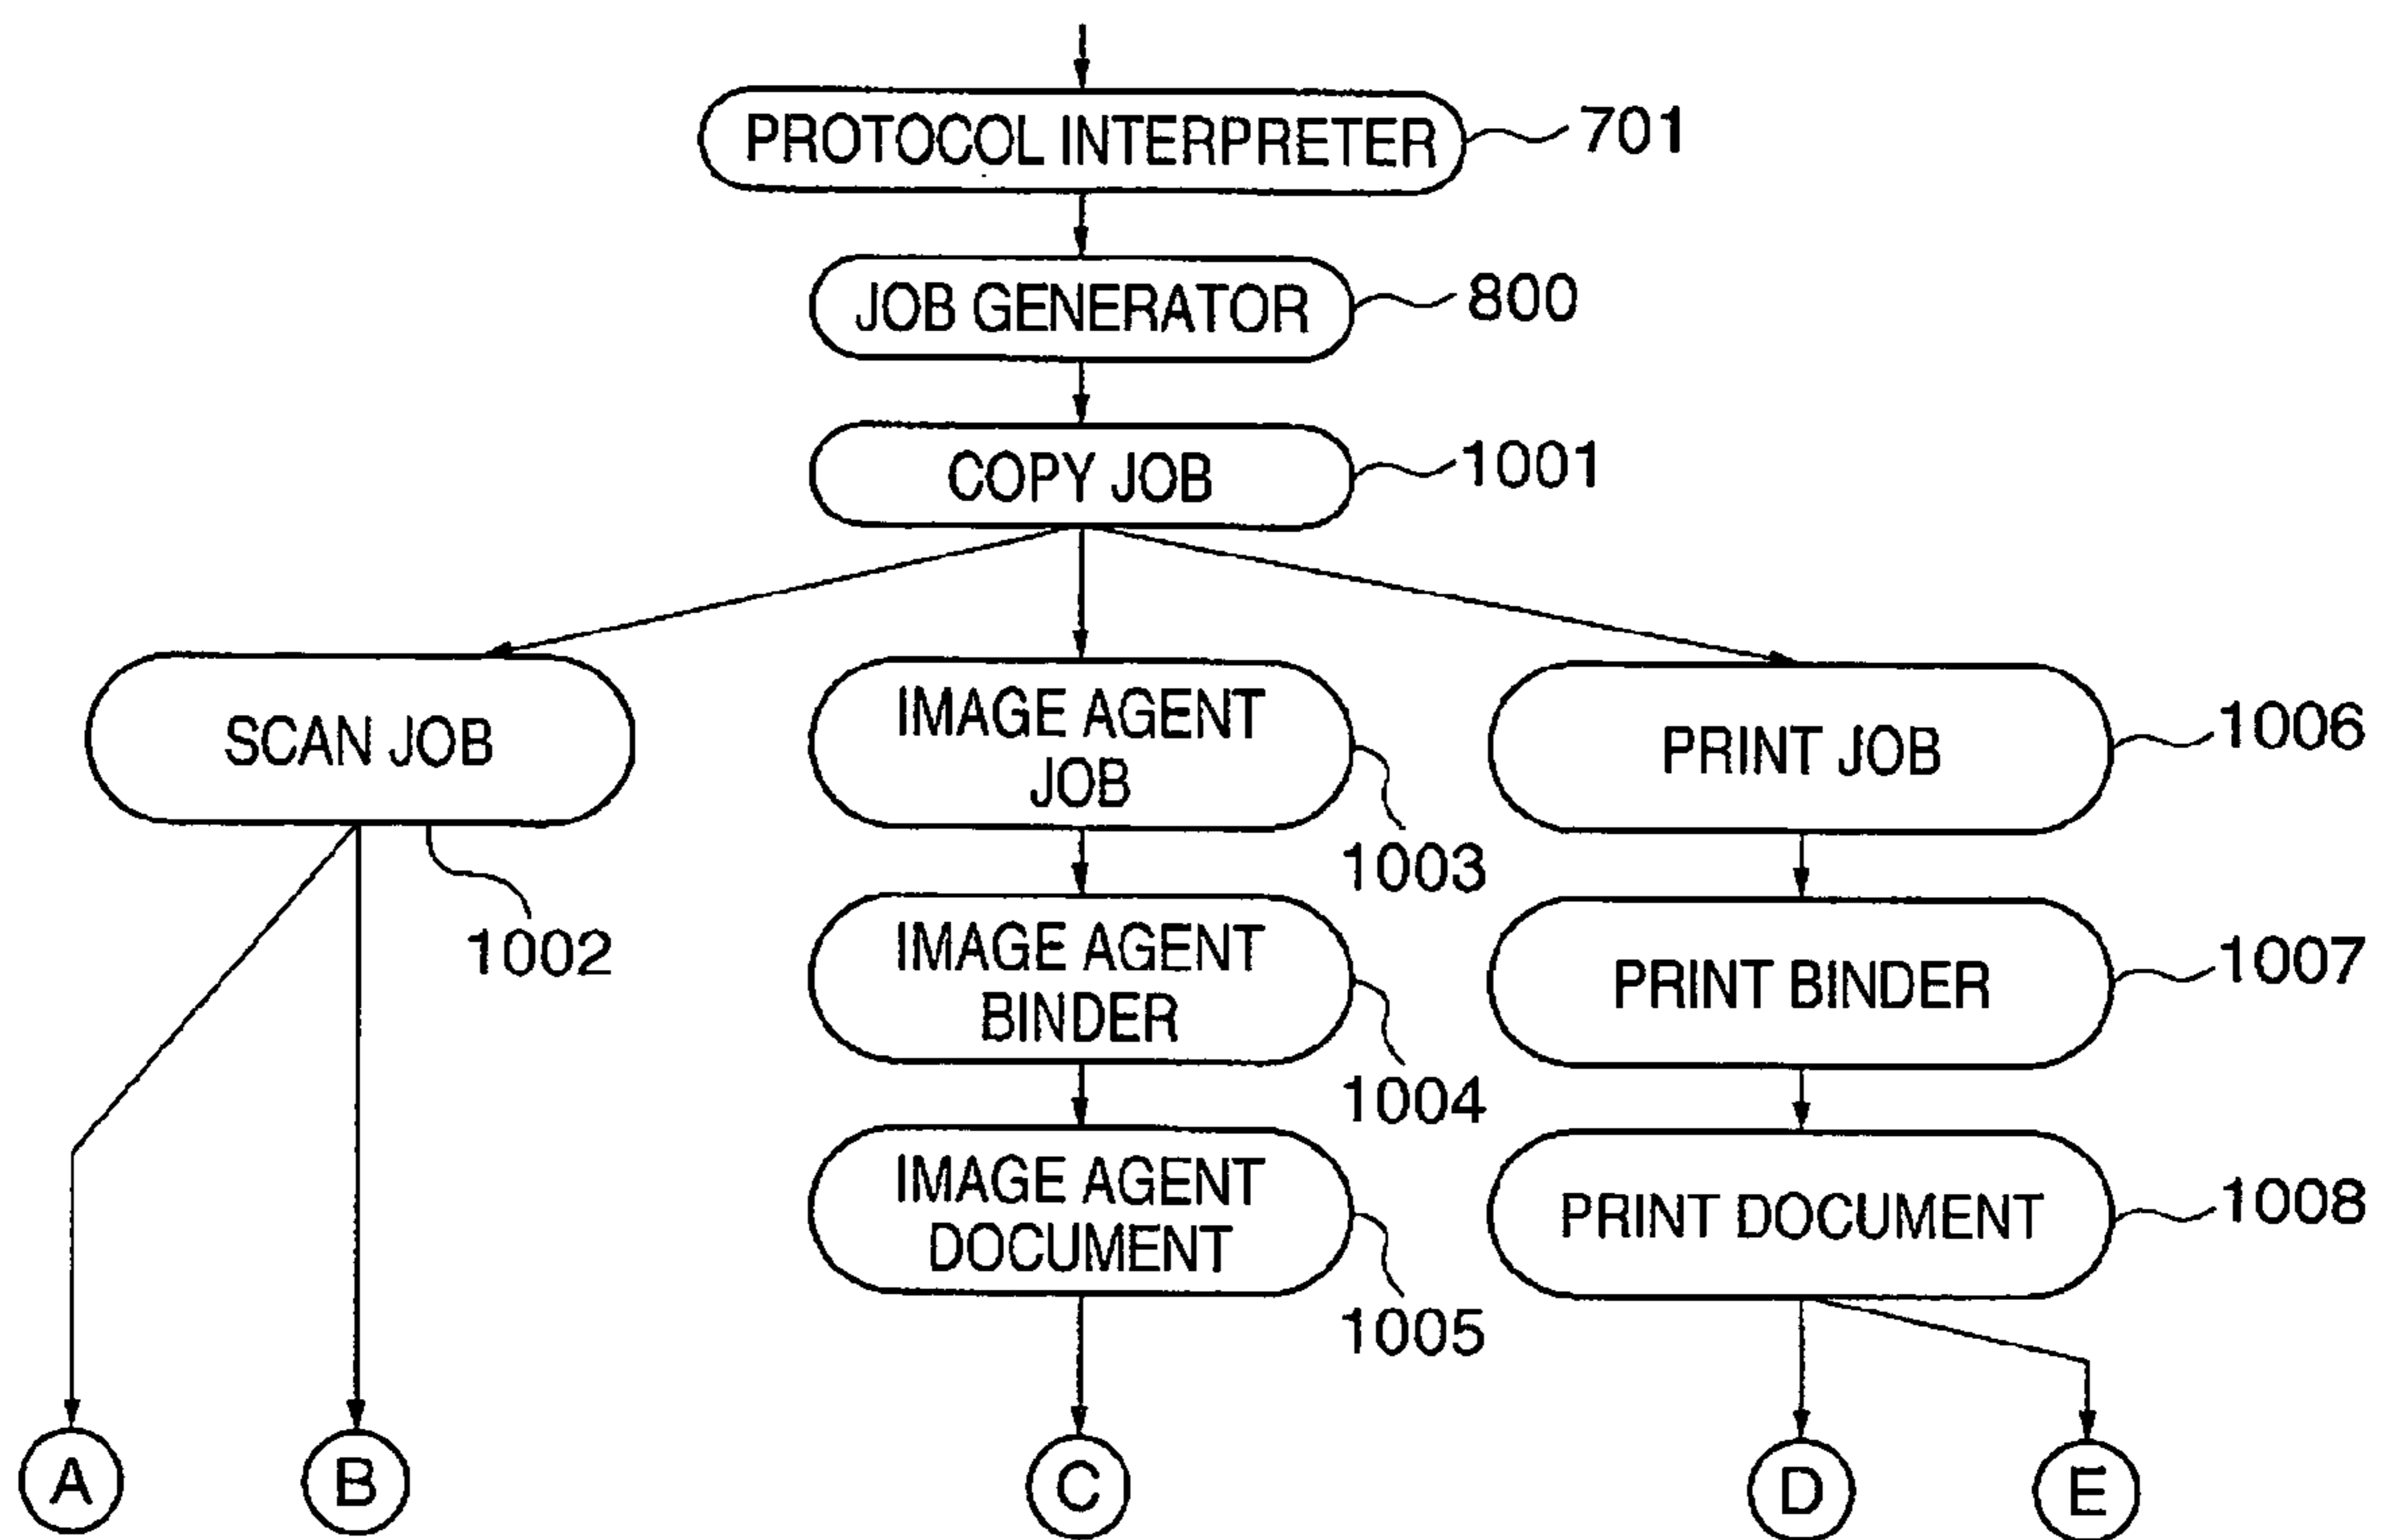 PROTOCOL INTERPRETER
701
JOB GENERATOR
800
COPY JOB
1001
SCAN JOB
1002
IMAGE AGENT
JOB
1003
PRINT JOB
1006
IMAGE AGENT
BINDER
1004
PRINT BINDER
1007
IMAGE AGENT
DOCUMENT
1005
PRINT DOCUMENT
1008
A
B
C
D
E